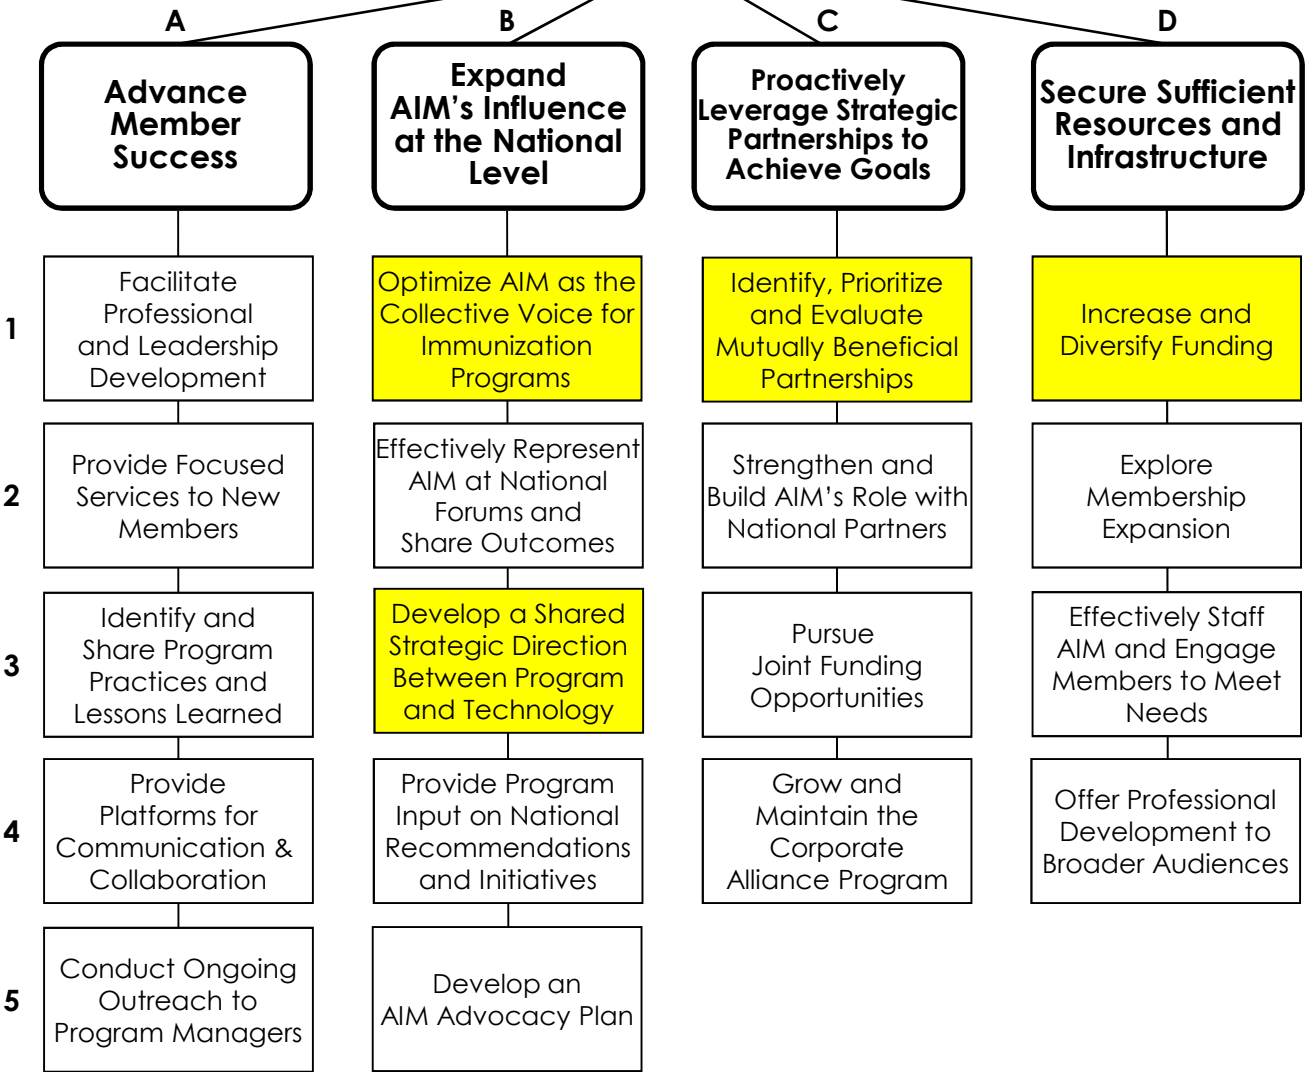 A
B
C
D
Advance
Member
Success
Expand
AIM’s Influence
at the National
Level
Proactively
Leverage Strategic
Partnerships to
Achieve Goals
Secure Sufficient
Resources and
Infrastructure
1
Facilitate
Professional
and Leadership
Development
Optimize AIM as the
Collective Voice for
Immunization
Programs
Identify, Prioritize
and Evaluate
Mutually Beneficial
Partnerships
Increase and
Diversify Funding
2
Provide Focused
Services to New
Members
Effectively Represent
AIM at National
Forums and
Share Outcomes
Strengthen and
Build AIM’s Role with
National Partners
Explore
Membership
Expansion
3
Identify and
Share Program
Practices and
Lessons Learned
Develop a Shared
Strategic Direction
Between Program
and Technology
Pursue
Joint Funding
Opportunities
Effectively Staff
AIM and Engage
Members to Meet
Needs
4
Provide
Platforms for
Communication &
Collaboration
Provide Program
Input on National
Recommendations
and Initiatives
Grow and
Maintain the
Corporate
Alliance Program
Offer Professional
Development to
Broader Audiences
5
Conduct Ongoing
Outreach to
Program Managers
Develop an
AIM Advocacy Plan